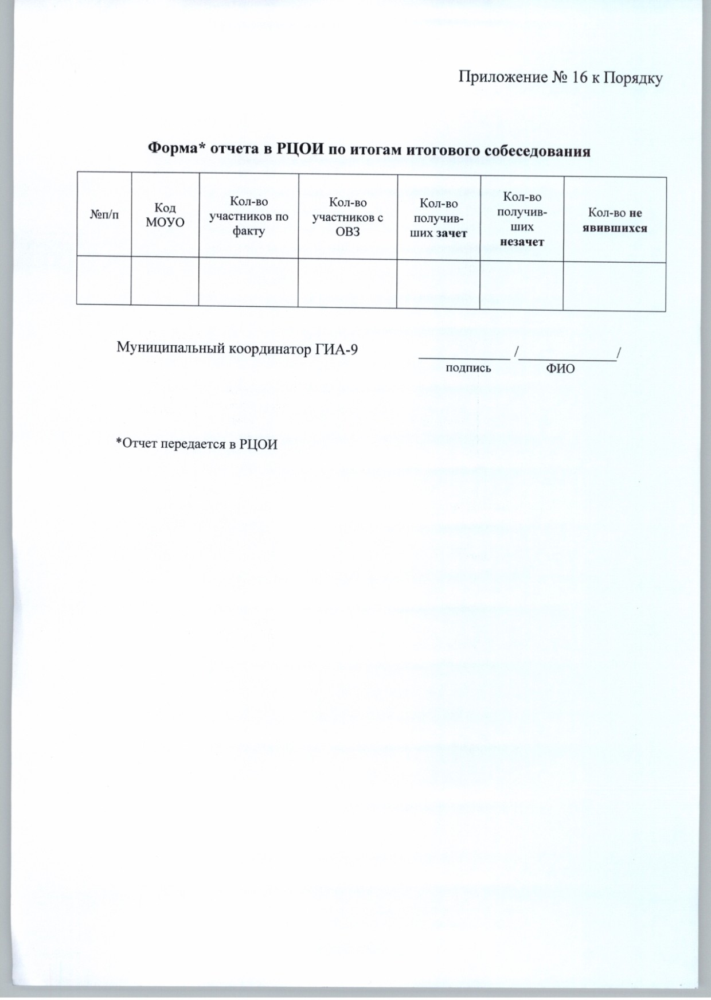 Приложение № 16 к Порядку
Форма* отчета в РЦОИ по итогам итогового собеседования
№п/п
Код
МОУО
Кол-во
участников по
факту
Кол-во
участников с
ОВЗ
Кол-во
получив-
ших зачет
Кол-во
получив-
ших
незачет
Кол-во не
явившихся
Муниципальный координатор ГИА-9 ____________ /_____________/
подпись ФИО
*Отчет передается в РЦОИ